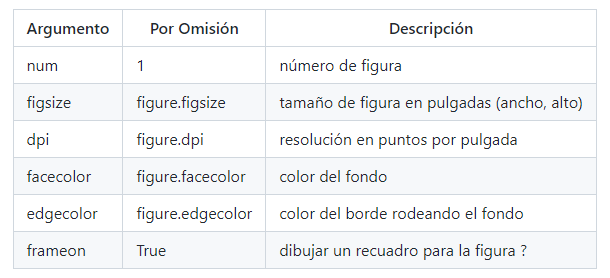 Argumento Por Omisión Descripción
num 1 número de figura
figsize figure.figsize tamaño de figura en pulgadas (ancho, alto)
dpi figure.dpi resolución en puntos por pulgada
facecolor figure.facecolor color del fondo
edgecolor figure.edgecolor color del borde rodeando el fondo
frameon True dibujar un recuadro para la figura ?